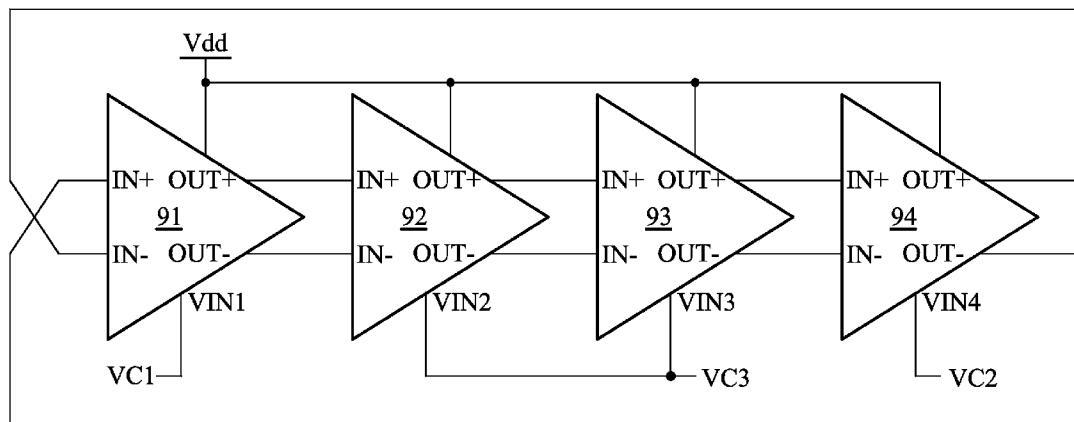 Vdd
IN+ OUT+ IN+ OUT+ IN+ OUT+ IN+ OUT+
91 92 93 94
IN- OUT- IN- OUT- IN- OUT- IN- OUT-
VIN1 VIN2 VIN3 VIN4
VC1 VC3 VC2